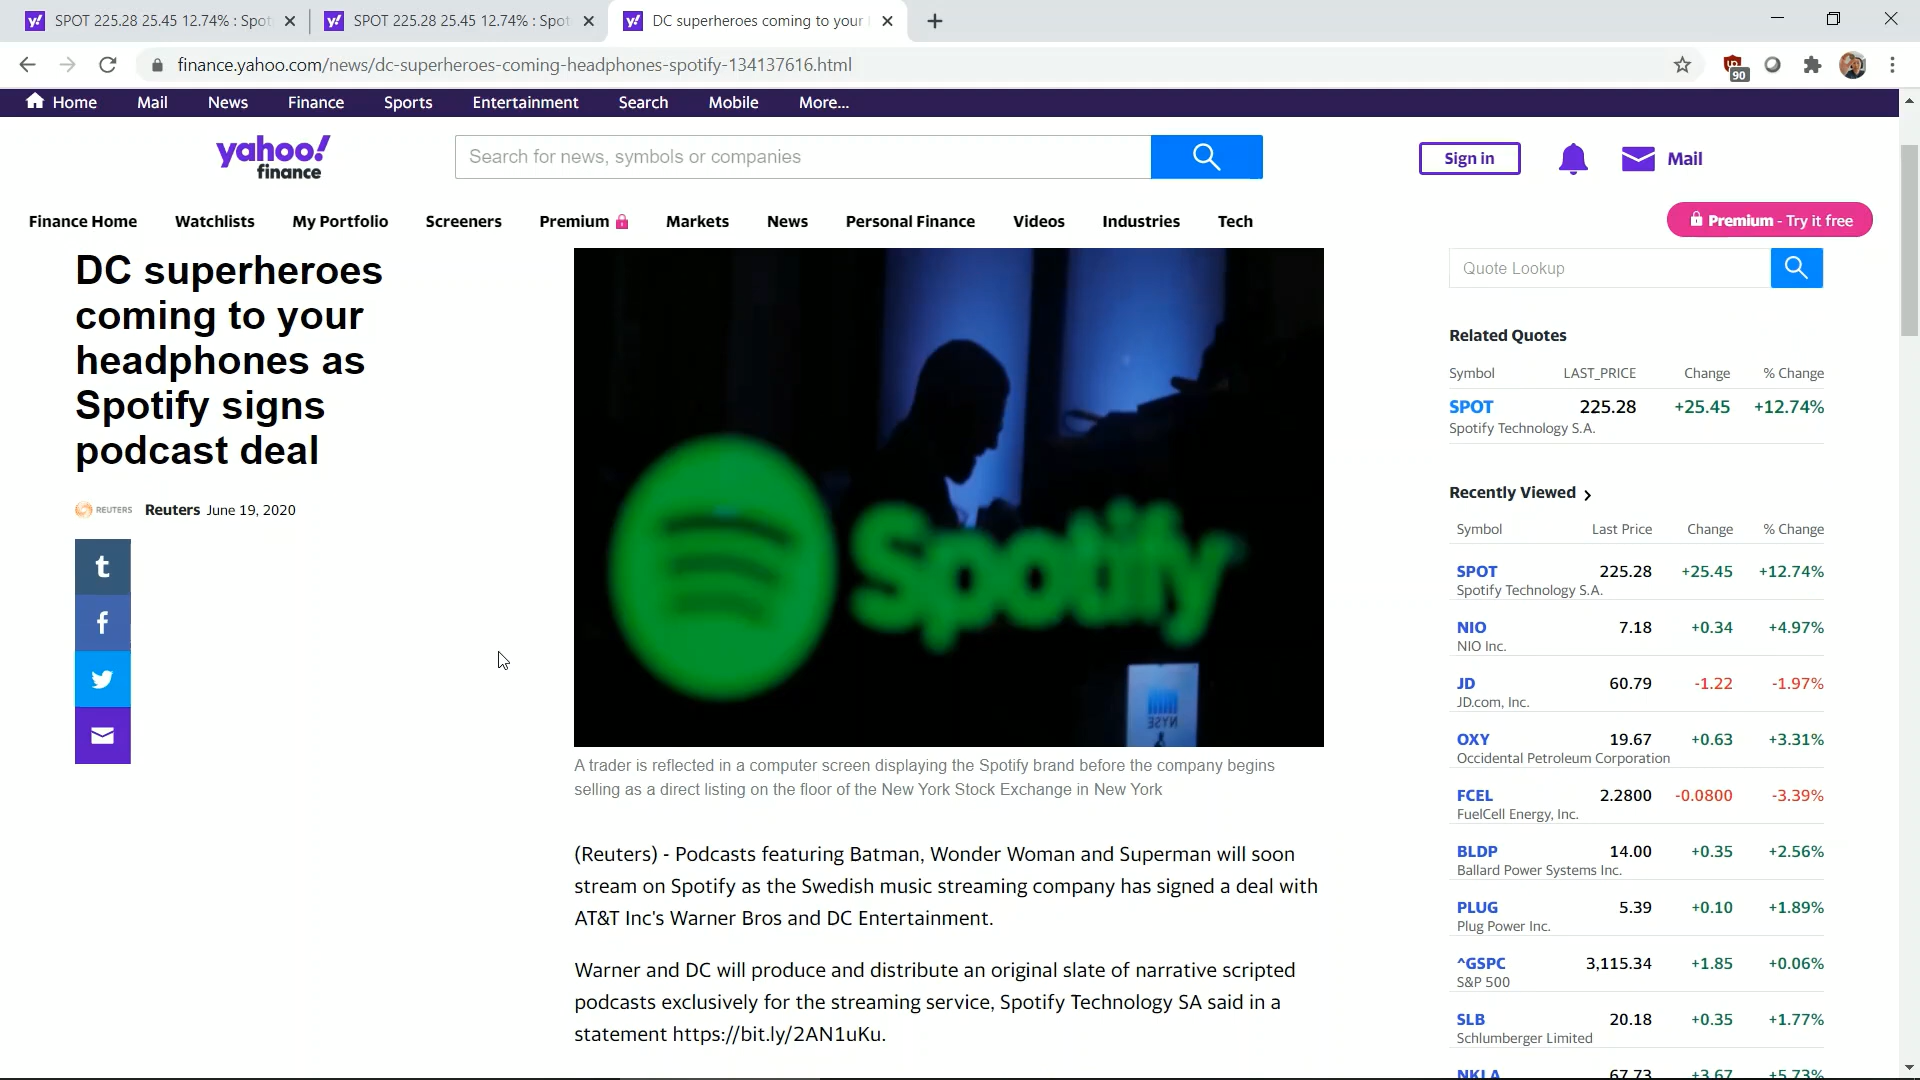 SPOT 225.28 25.45 12.74% : Spot
SPOT 225.28 25.45 12.74% : Spot
DC superheroes coming to your
finance.yahoo.com/news/dc-superheroes-coming-headphones-spotify-134137616.html
90
Home Mail News Finance Sports Entertainment Search Mobile More...
yahoo!
finance
Search for news, symbols or companies
Sign in
Mail
Finance Home Watchlists My Portfolio Screeners Premium Markets News Personal Finance Videos Industries Tech
Premium - Try it free
DC superheroes
coming to your
headphones as
Spotify signs
podcast deal
REUTERS Reuters June 19, 2020
t
f
Spotify
NYSE
A trader is reflected in a computer screen displaying the Spotify brand before the company begins
selling as a direct listing on the floor of the New York Stock Exchange in New York
(Reuters) - Podcasts featuring Batman, Wonder Woman and Superman will soon
stream on Spotify as the Swedish music streaming company has signed a deal with
AT&T Inc's Warner Bros and DC Entertainment.
Warner and DC will produce and distribute an original slate of narrative scripted
podcasts exclusively for the streaming service, Spotify Technology SA said in a
statement https://bit.ly/2AN1uKu.
Quote Lookup
Related Quotes
Symbol LAST_PRICE Change % Change
SPOT 225.28 +25.45 +12.74%
Spotify Technology S.A.
Recently Viewed
Symbol Last Price Change % Change
SPOT 225.28 +25.45 +12.74%
Spotify Technology S.A.
NIO 7.18 +0.34 +4.97%
NIO Inc.
JD 60.79 -1.22 -1.97%
JD.com, Inc.
OXY 19.67 +0.63 +3.31%
Occidental Petroleum Corporation
FCEL 2.2800 -0.0800 -3.39%
FuelCell Energy, Inc.
BLDP 14.00 +0.35 +2.56%
Ballard Power Systems Inc.
PLUG 5.39 +0.10 +1.89%
Plug Power Inc.
^GSPC 3,115.34 +1.85 +0.06%
S&P 500
SLB 20.18 +0.35 +1.77%
Schlumberger Limited
NKLA 67.73 +3.67 +5.73%